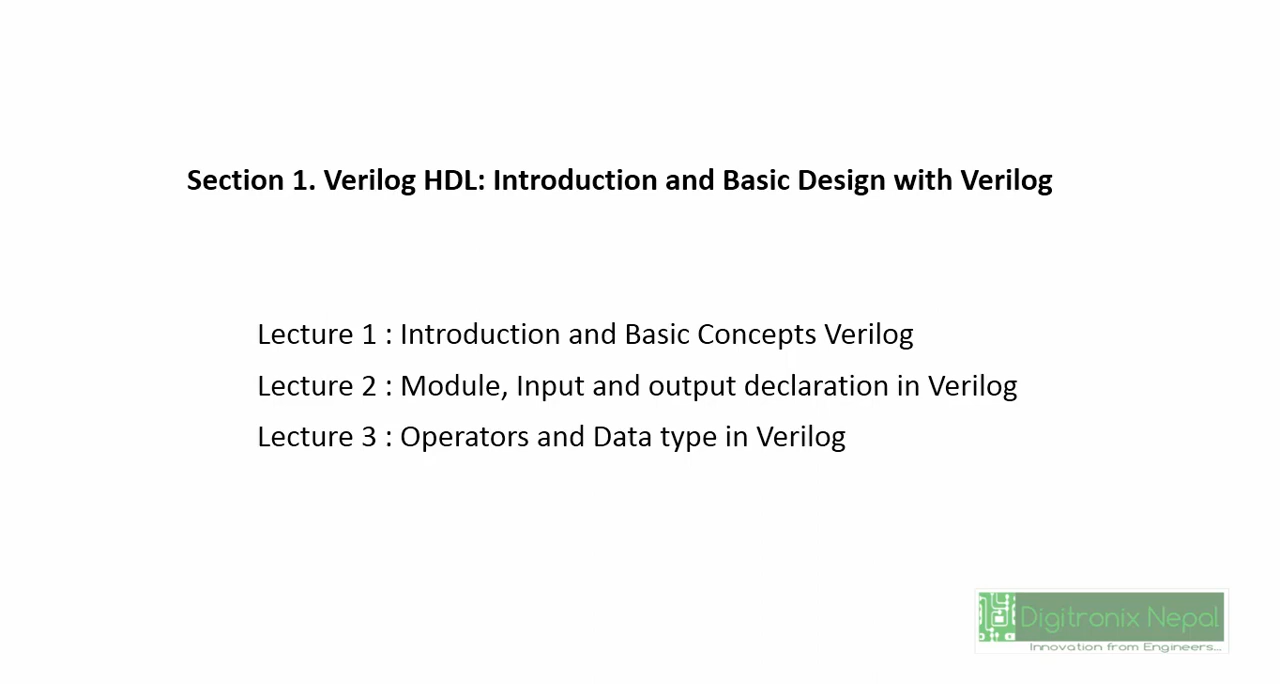 Section 1. Verilog HDL: Introduction and Basic Design with Verilog
Lecture 1 : Introduction and Basic Concepts Verilog
Lecture 2 : Module, Input and output declaration in Verilog
Lecture 3 : Operators and Data type in Verilog
Digitronix Nepal
Innovation from Engineers...